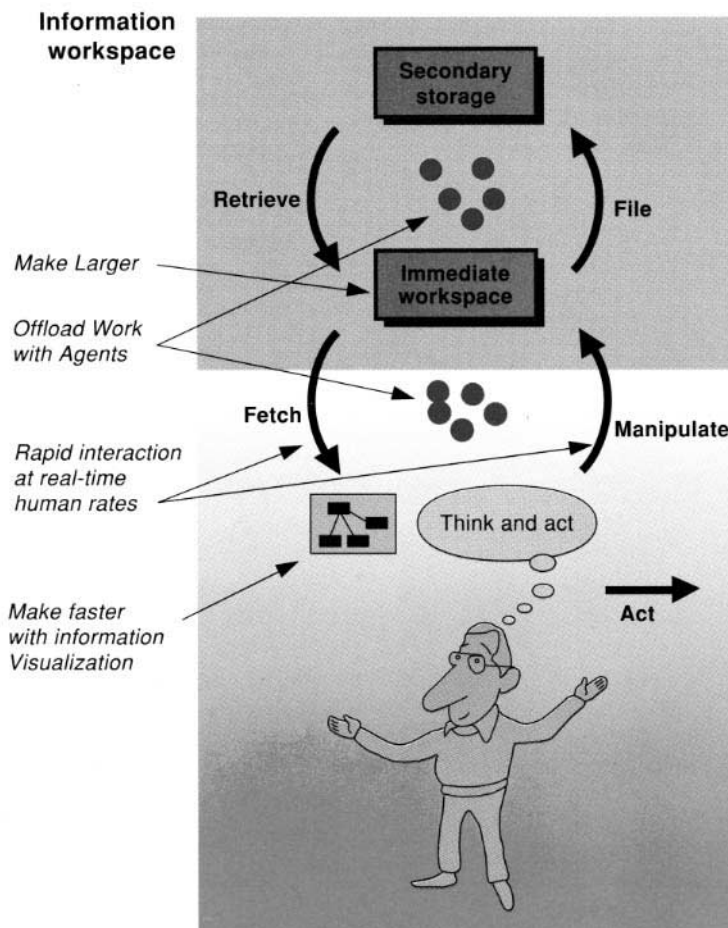 Information
workspace
Secondary
storage
Retrieve
File
Make Larger
Immediate
workspace
Offload Work
with Agents
Fetch
Manipulate
Rapid interaction
at real-time
human rates
Think and act
Make faster
with information
Visualization
Act